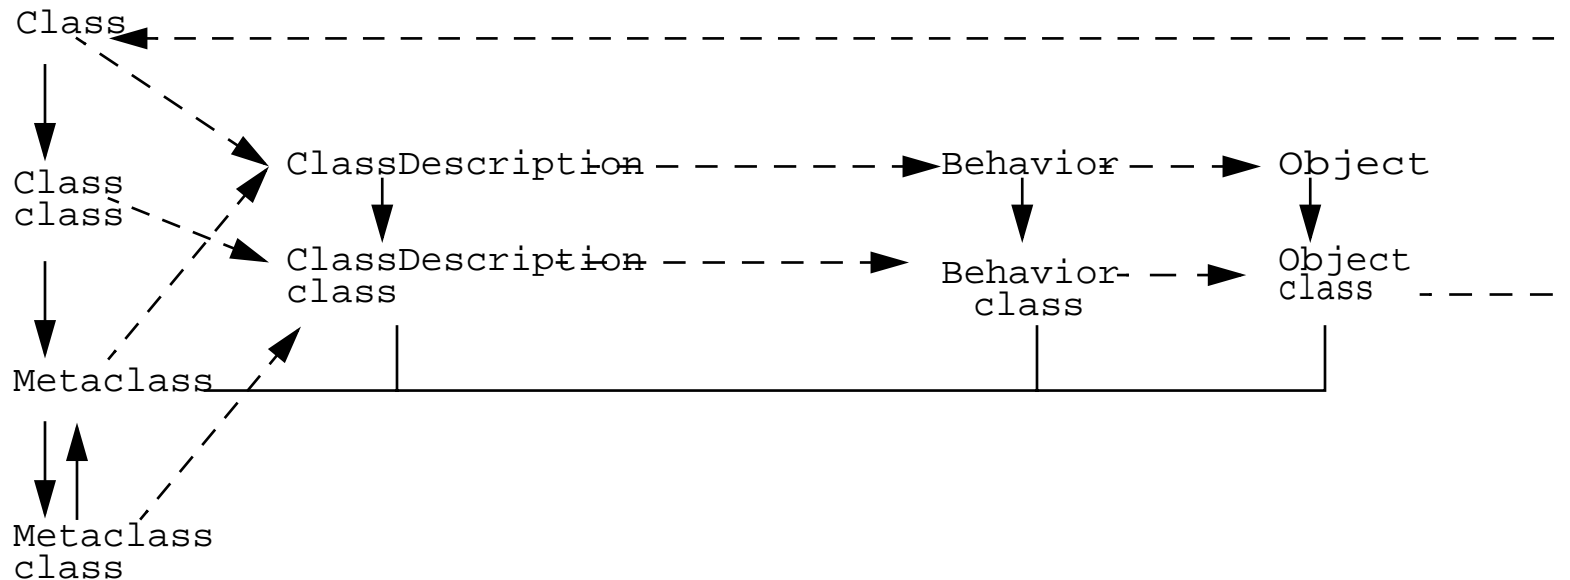 Class
ClassDescription
Behavior
Object
Class
class
ClassDescription
class
Behavior
class
Object
class
Metaclass
Metaclass
class